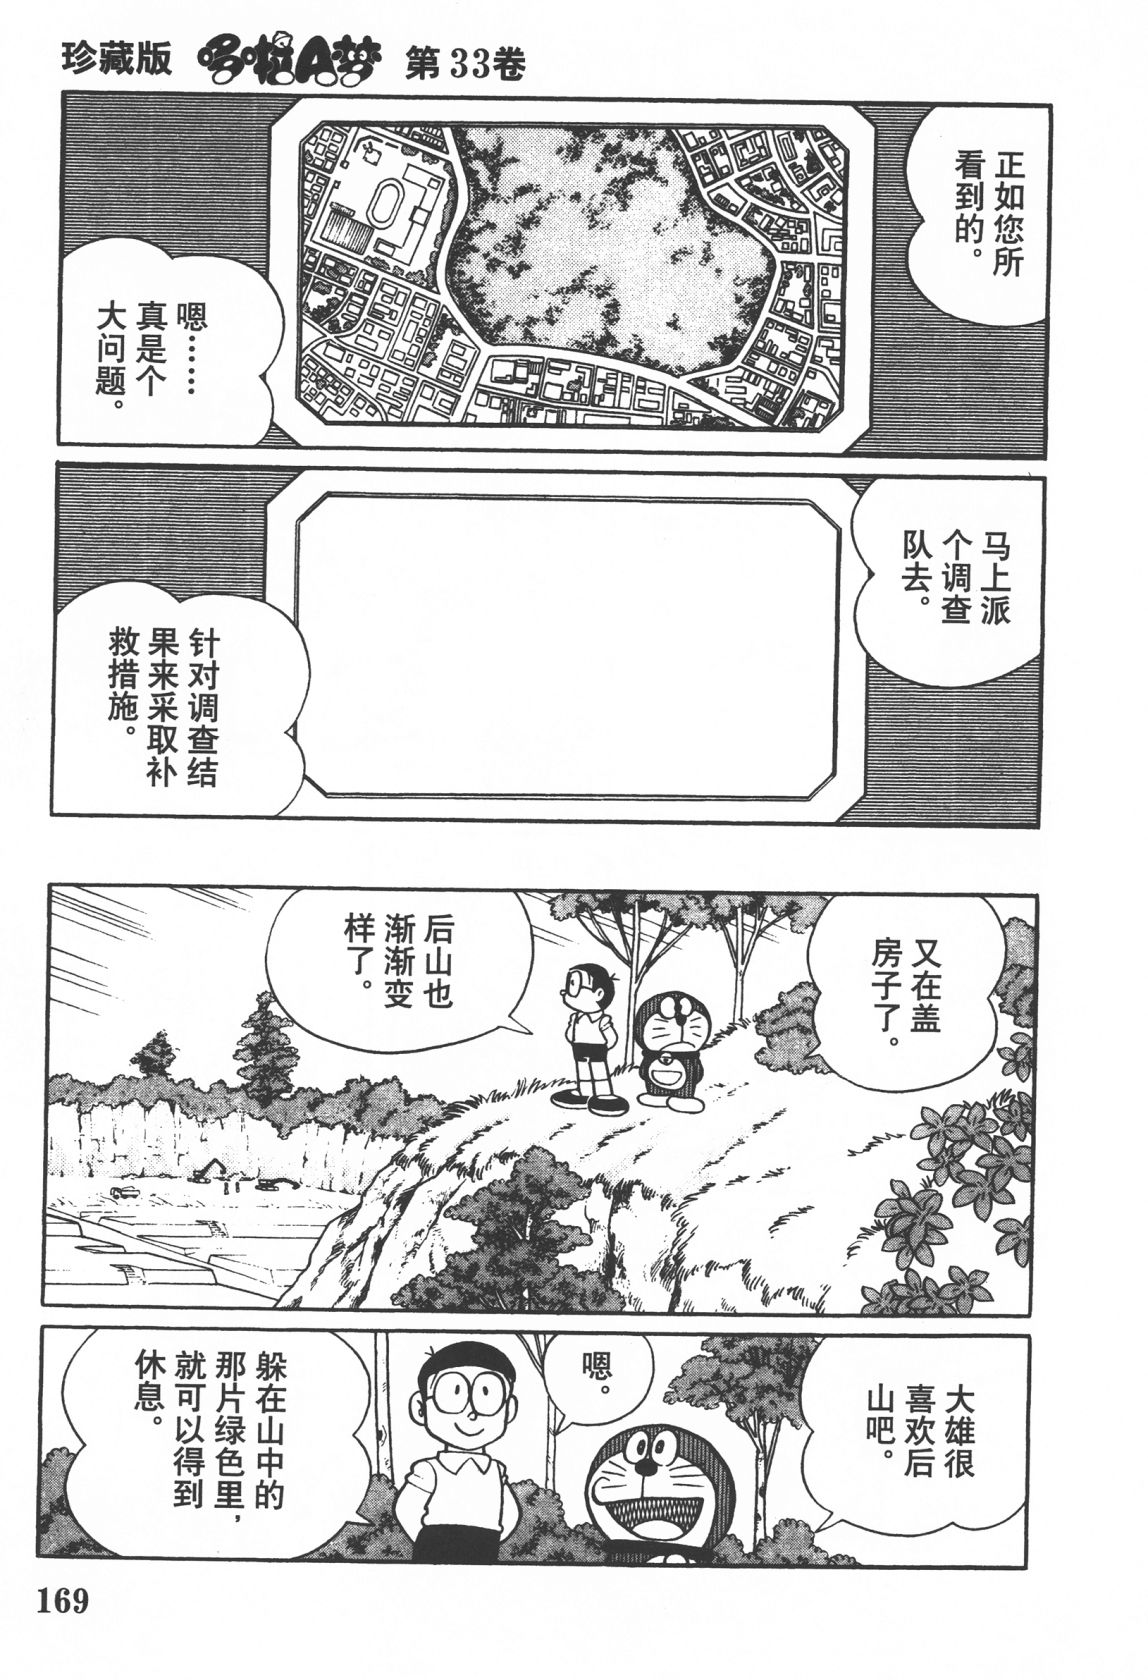 珍藏版 哆啦A梦 第33卷
正如您所
看到的。
嗯……
真是个
大问题。
马上派
个调查
队去。
针对调查结
果来采取补
救措施。
又在盖
房子了。
后山也
渐渐变
样了。
大雄很
喜欢后
山吧。
嗯。
躲在山中的
那片绿色里，
就可以得到
休息。
169